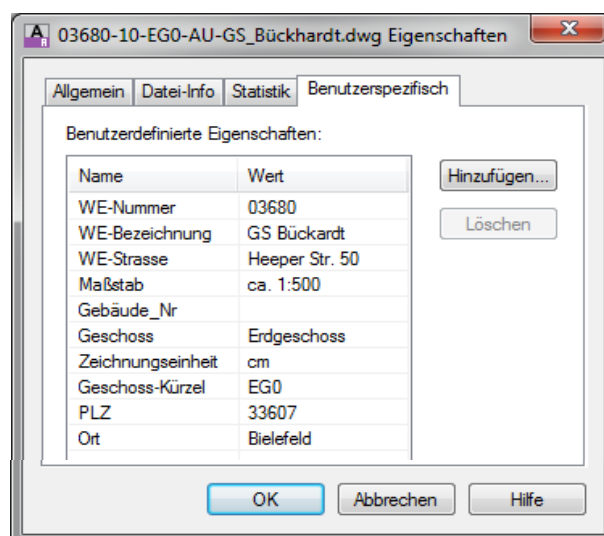 03680-10-EG0-AU-GS_Bückhardt.dwg Eigenschaften
Allgemein Datei-Info Statistik Benutzerspezifisch
Benutzerdefinierte Eigenschaften:
Name Wert Hinzufügen...
WE-Nummer 03680
WE-Bezeichnung GS Bückardt Löschen
WE-Strasse Heeper Str. 50
Maßstab ca. 1:500
Gebäude_Nr
Geschoss Erdgeschoss
Zeichnungseinheit cm
Geschoss-Kürzel EG0
PLZ 33607
Ort Bielefeld
OK Abbrechen Hilfe